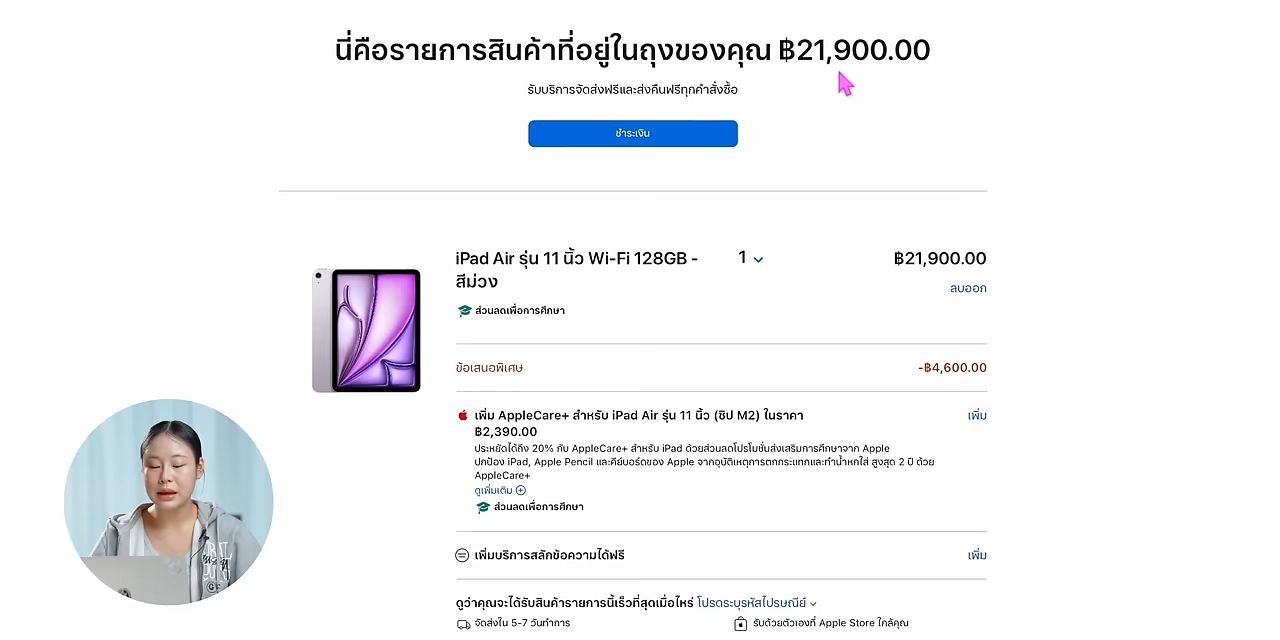 นี่คือรายการสินค้าที่อยู่ในถุงของคุณ ฿21,900.00
รับบริการจัดส่งฟรีและส่งคืนฟรีทุกคำสั่งซื้อ
ชำระเงิน
iPad Air รุ่น 11 นิ้ว Wi-Fi 128GB -
สีม่วง
1
฿21,900.00
ลบออก
ส่วนลดเพื่อการศึกษา
ข้อเสนอพิเศษ
-฿4,600.00
เพิ่ม AppleCare+ สำหรับ iPad Air รุ่น 11 นิ้ว (ชิป M2) ในราคา
฿2,390.00
เพิ่ม
ประหยัดได้ถึง 20% กับ AppleCare+ สำหรับ iPad ด้วยส่วนลดโปรโมชั่นส่งเสริมการศึกษาจาก Apple
ปกป้อง iPad, Apple Pencil และคีย์บอร์ดของ Apple จากอุบัติเหตุการตกกระแทกและทำน้ำหกใส่ สูงสุด 2 ปี ด้วย
AppleCare+
ดูเพิ่มเติม
ส่วนลดเพื่อการศึกษา
เพิ่มบริการสลักข้อความได้ฟรี
เพิ่ม
ดูว่าคุณจะได้รับสินค้ารายการนี้เร็วที่สุดเมื่อไหร่ โปรดระบุรหัสไปรษณีย์
จัดส่งใน 5-7 วันทำการ
รับด้วยตัวเองที่ Apple Store ใกล้คุณ